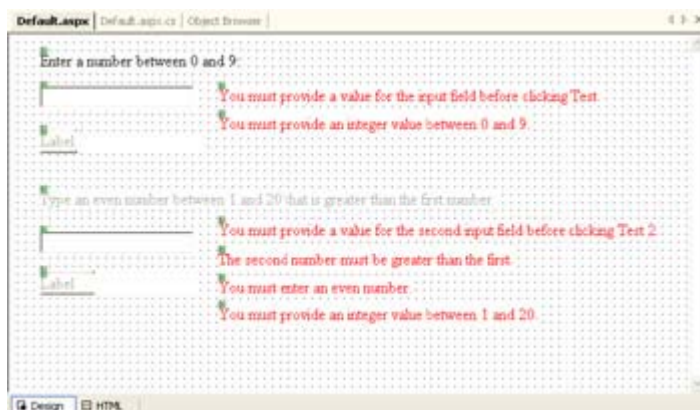 Default.aspx Default.aspx.cs Object Browser
Enter a number between 0 and 9:
You must provide a value for the input field before clicking Test.
You must provide an integer value between 0 and 9.
Label
Type an even number between 1 and 20 that is greater than the first number
You must provide a value for the second input field before clicking Test 2.
The second number must be greater than the first.
Label
You must enter an even number.
You must provide an integer value between 1 and 20.
Design HTML